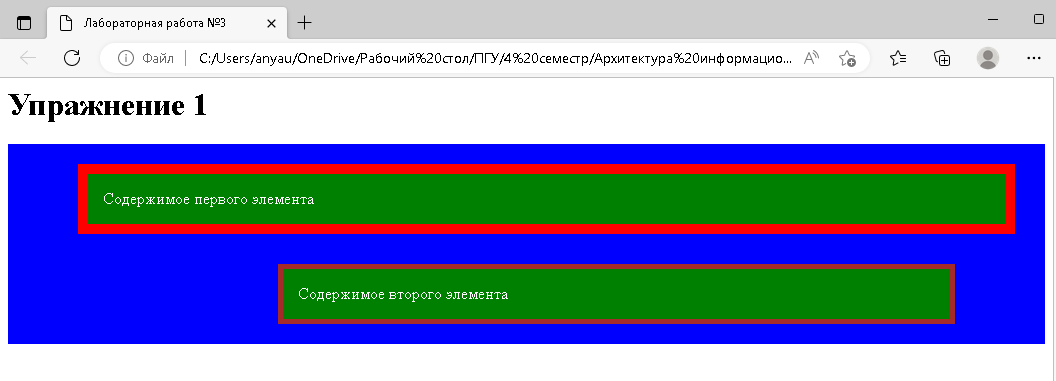 Лабораторная работа №3
Файл
C:/Users/anyau/OneDrive/Рабочий%20стол/ПГУ/4%20семестр/Архитектура%20информацио...
Упражнение 1
Содержимое первого элемента
Содержимое второго элемента